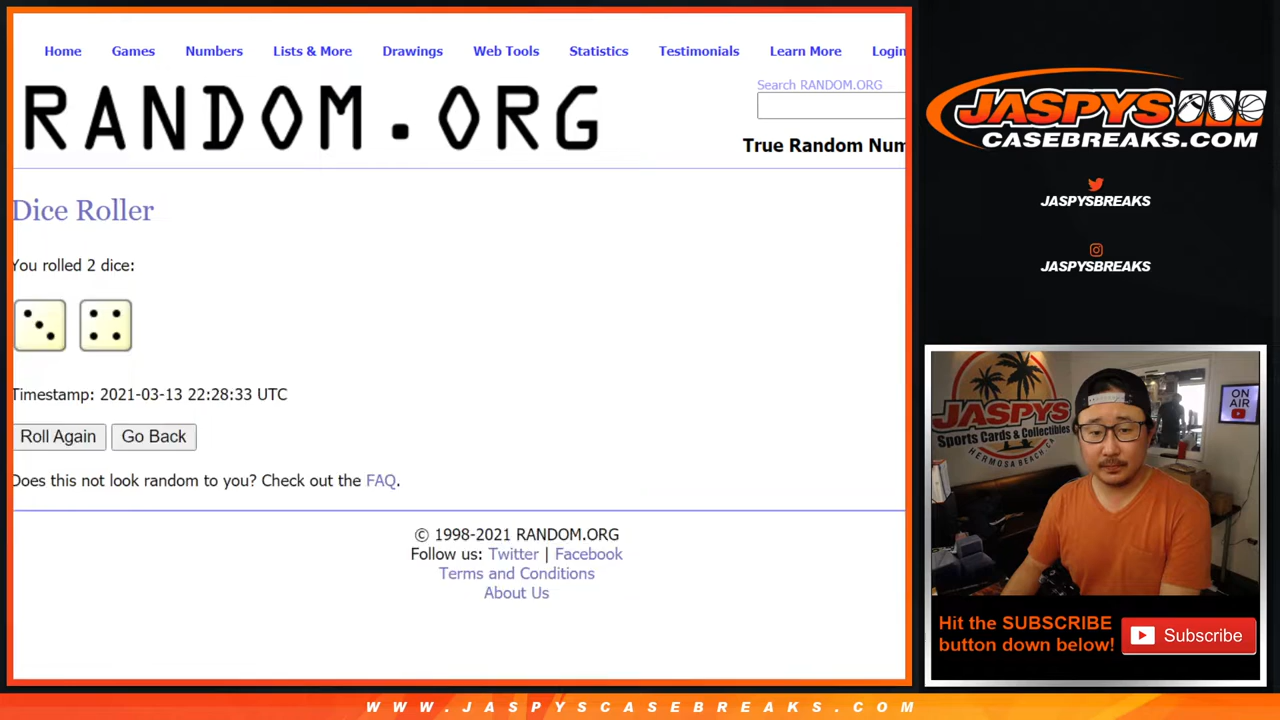 Home Games Numbers Lists & More Drawings Web Tools Statistics Testimonials Learn More Login
RANDOM.ORG
Search RANDOM.ORG
True Random Num
Dice Roller
You rolled 2 dice:
Timestamp: 2021-03-13 22:28:33 UTC
Roll Again Go Back
Does this not look random to you? Check out the FAQ.
© 1998-2021 RANDOM.ORG
Follow us: Twitter | Facebook
Terms and Conditions
About Us
JASPYS
CASEBREAKS.COM
JASPYSBREAKS
JASPYSBREAKS
JASPYS
Sports Cards & Collectibles
HERMOSA BEACH, CA
ON AIR
Hit the SUBSCRIBE
button down below!
Subscribe
WWW.JASPYSCASEBREAKS.COM